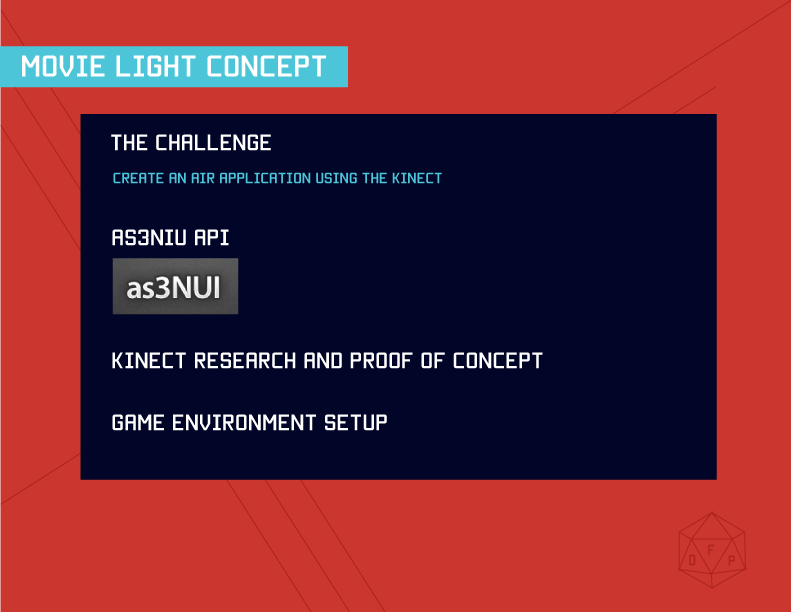 MOVIE LIGHT CONCEPT
THE CHALLENGE
CREATE AN AIR APPLICATION USING THE KINECT
AS3NIU API
as3NUI
KINECT RESEARCH AND PROOF OF CONCEPT
GAME ENVIRONMENT SETUP
D F P